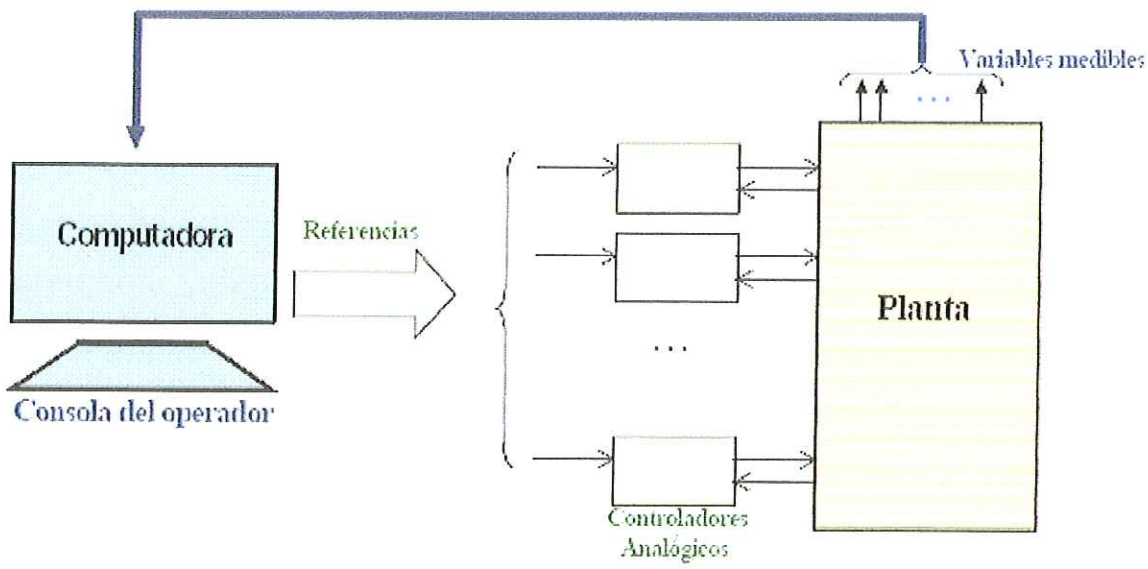 Variables medibles
Computadora
Referencias
Planta
Consola del operador
Controladores
Analógicos